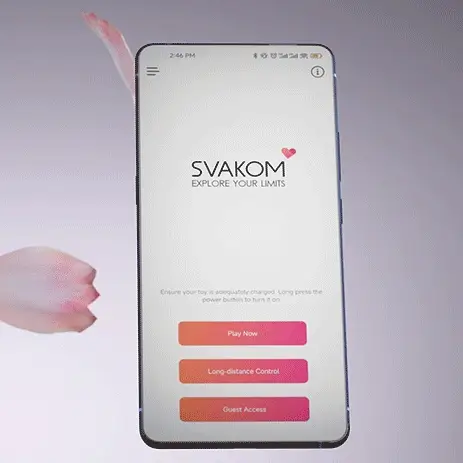 2:46 PM
SVAKOM
EXPLORE YOUR LIMITS
Ensure your toy is adequately charged. Long press the
power button to turn it on.
Play Now
Long-distance Control
Guest Access